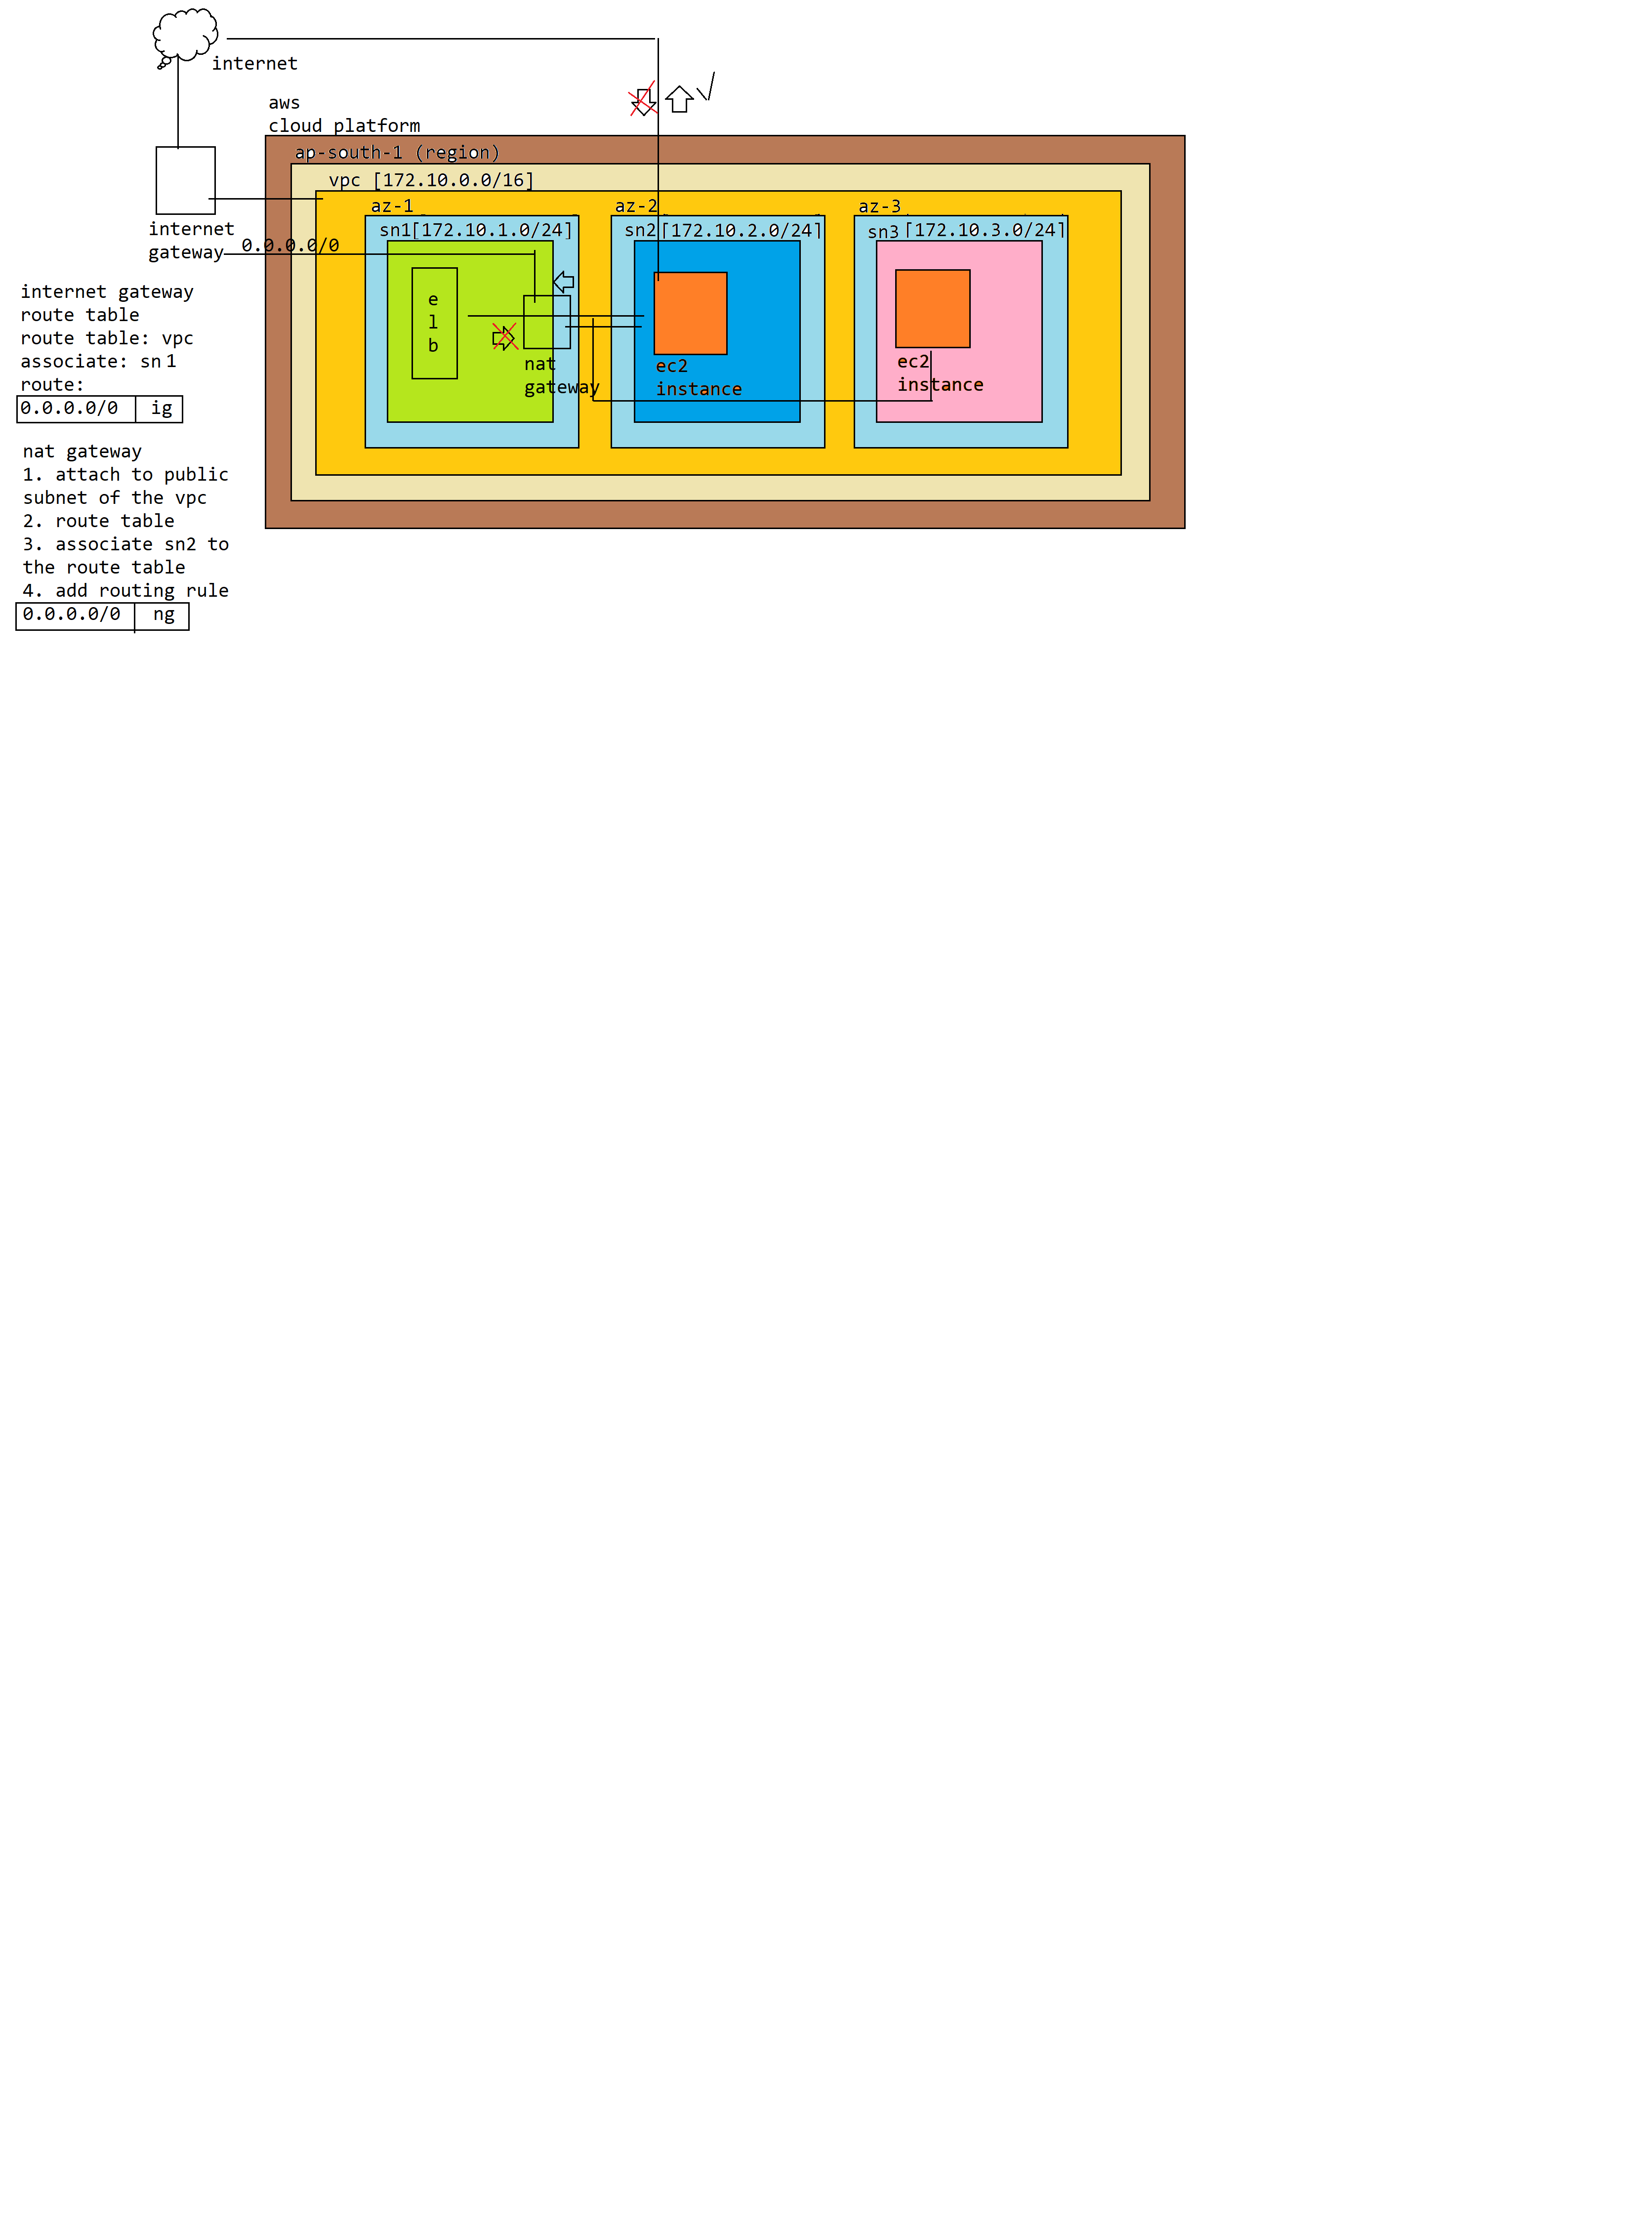 internet
aws
cloud platform
ap-south-1 (region)
vpc [172.10.0.0/16]
az-1
az-2
az-3
sn1[172.10.1.0/24]
sn2[172.10.2.0/24]
sn3[172.10.3.0/24]
internet
gateway
0.0.0.0/0
e
l
b
nat
gateway
ec2
instance
ec2
instance
internet gateway
route table
route table: vpc
associate: sn1
route:
0.0.0.0/0 ig
nat gateway
1. attach to public
subnet of the vpc
2. route table
3. associate sn2 to
the route table
4. add routing rule
0.0.0.0/0 ng